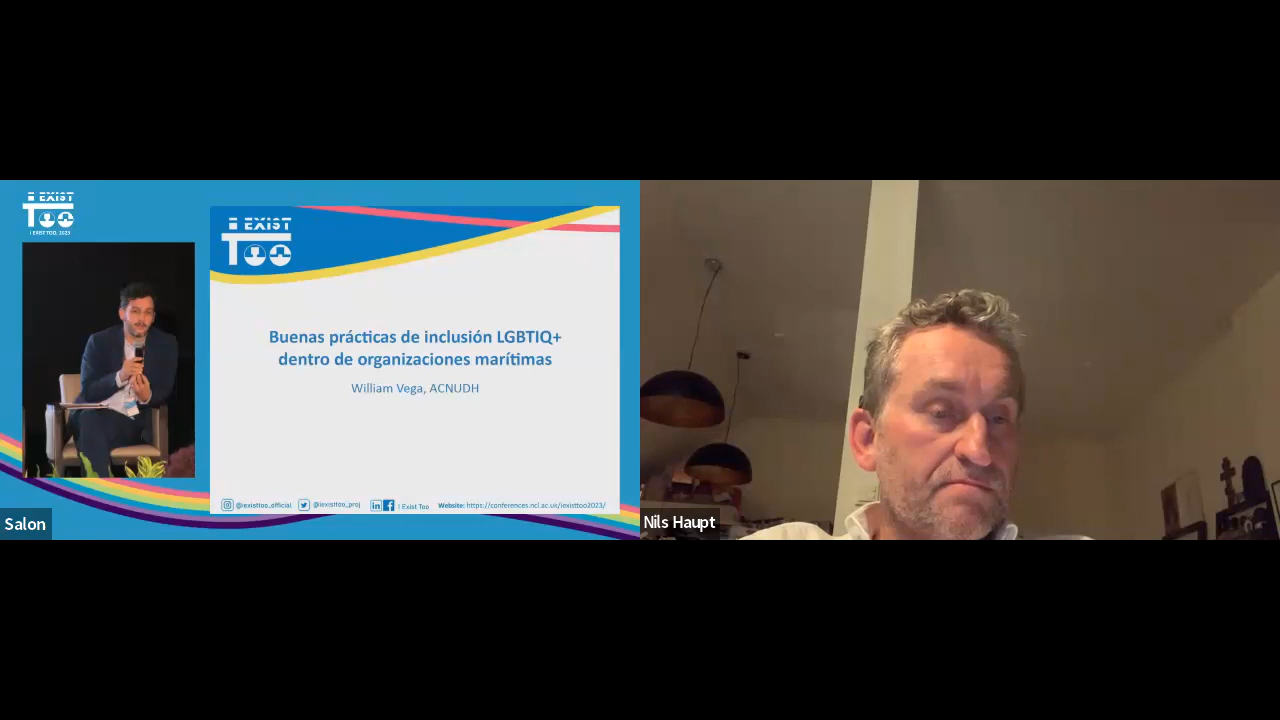 I EXIST
TOO
I EXIST TOO, 2023
I EXIST
TOO
Buenas prácticas de inclusión LGBTIQ+
dentro de organizaciones marítimas
William Vega, ACNUDH
@iexisttoo_official @iexisttoo_proj I Exist Too Website: https://conferences.ncl.ac.uk/iexisttoo2023/
Salon
Nils Haupt